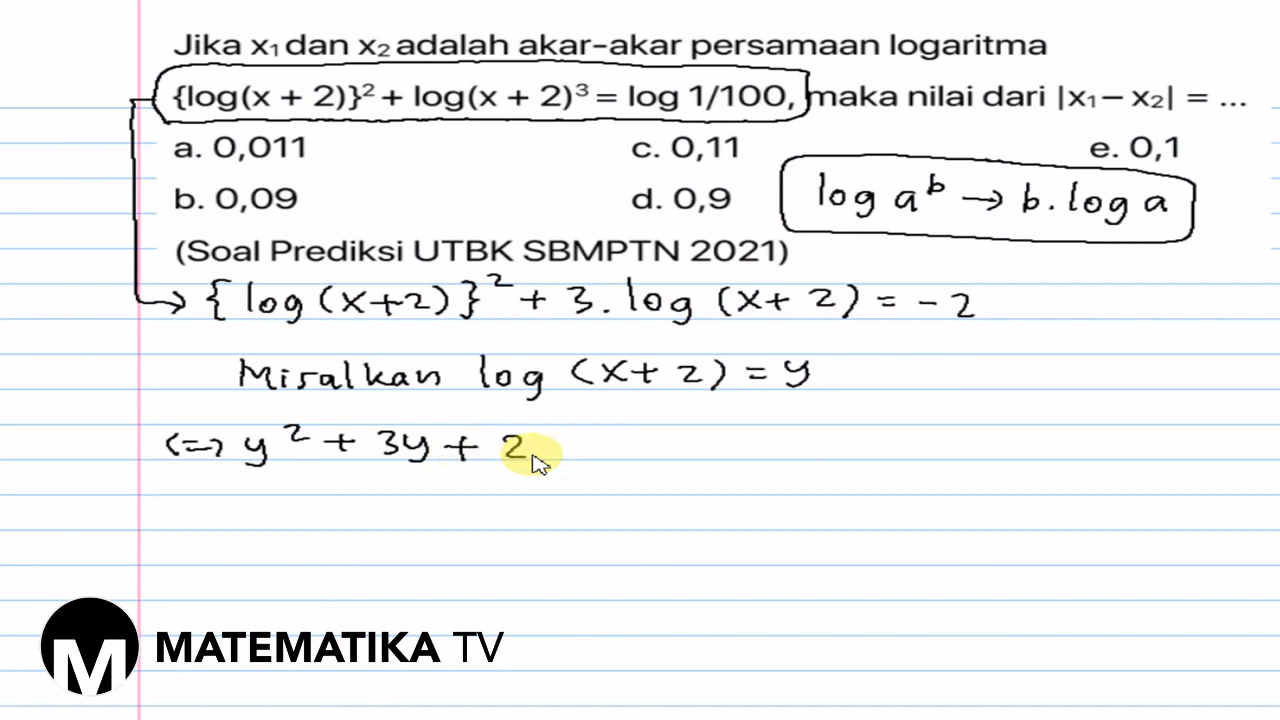 Jika x₁ dan x₂ adalah akar-akar persamaan logaritma
{log(x + 2)}² + log(x + 2)³ = log 1/100, maka nilai dari |x₁ – x₂| = ...
a. 0,011 c. 0,11 e. 0,1
b. 0,09 d. 0,9
log aᵇ → b. log a
(Soal Prediksi UTBK SBMPTN 2021)
→ { log (x+2) }² + 3. log (x+ 2) = - 2
Misalkan log (x+ 2) = y
<=> y² + 3y + 2
M MATEMATIKA TV